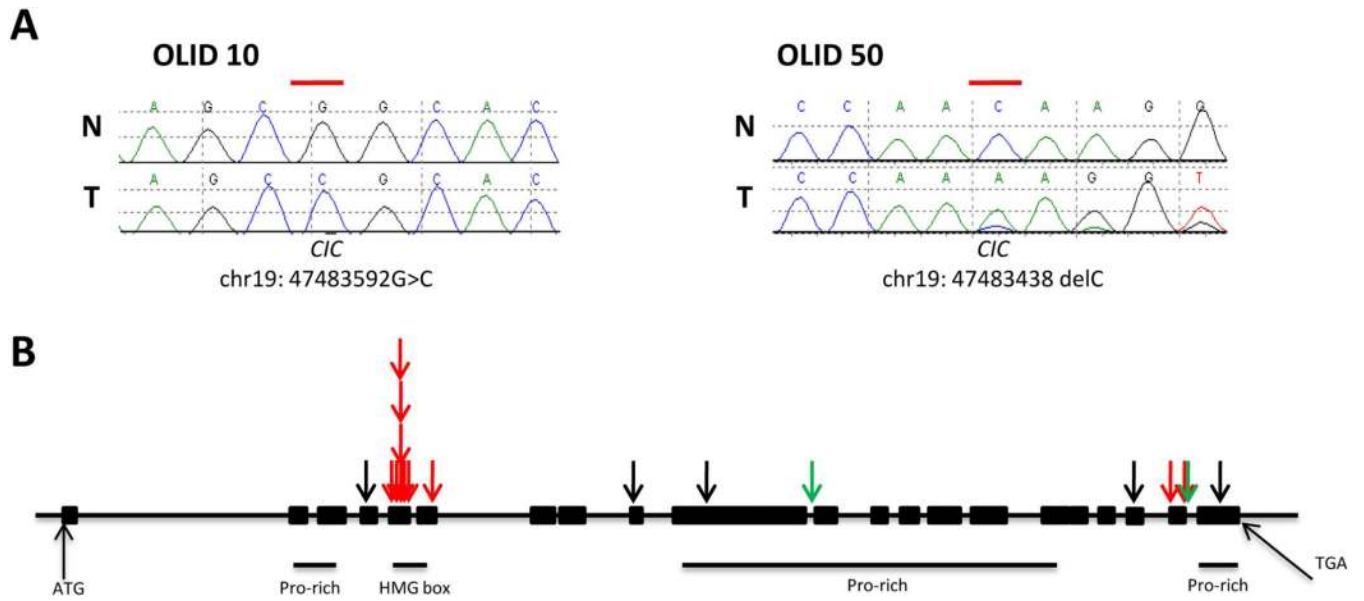 A
OLID 10
OLID 50
A G C G G C A C
N
A G C C G C A C
T
CIC
chr19: 47483592G>C
C C A A C A A G G
N
C C A A A A G G T
T
CIC
chr19: 47483438 delC
B
ATG
Pro-rich
HMG box
Pro-rich
Pro-rich
TGA